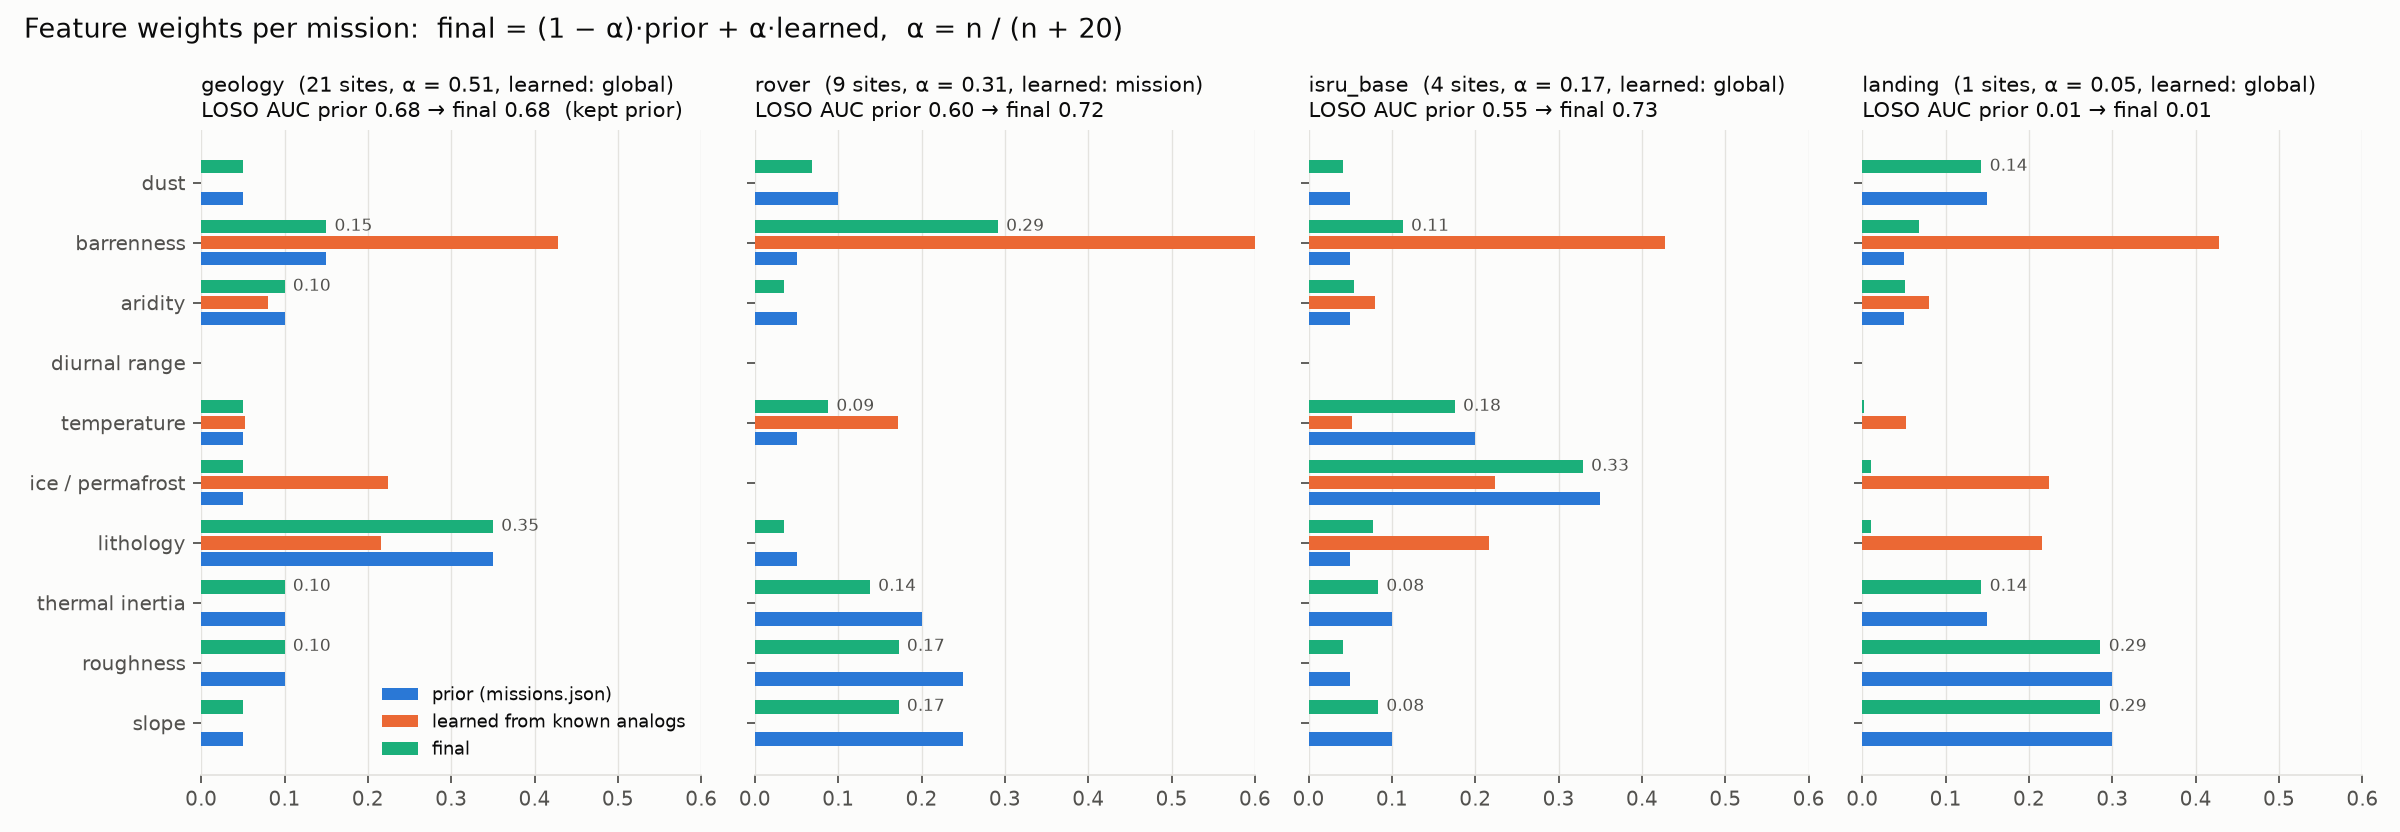 Feature weights per mission:  final = (1 − α)·prior + α·learned,  α = n / (n + 20)
geology  (21 sites, α = 0.51, learned: global)
LOSO AUC prior 0.68 → final 0.68  (kept prior)
rover  (9 sites, α = 0.31, learned: mission)
LOSO AUC prior 0.60 → final 0.72
isru_base  (4 sites, α = 0.17, learned: global)
LOSO AUC prior 0.55 → final 0.73
landing  (1 sites, α = 0.05, learned: global)
LOSO AUC prior 0.01 → final 0.01
0.14
dust
0.15 0.29 0.11
barrenness
0.10
aridity
diurnal range
0.09 0.18
temperature
0.33
ice / permafrost
0.35
lithology
0.10 0.14 0.08 0.14
thermal inertia
0.10 0.17 0.29
roughness
prior (missions.json)
learned from known analogs
final
0.17 0.08 0.29
slope
0.0 0.1 0.2 0.3 0.4 0.5 0.6
0.0 0.1 0.2 0.3 0.4 0.5 0.6
0.0 0.1 0.2 0.3 0.4 0.5 0.6
0.0 0.1 0.2 0.3 0.4 0.5 0.6